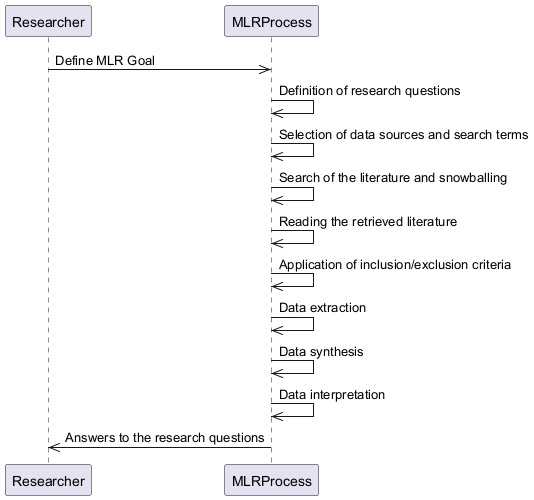 Researcher
MLRProcess
Define MLR Goal
Definition of research questions
Selection of data sources and search terms
Search of the literature and snowballing
Reading the retrieved literature
Application of inclusion/exclusion criteria
Data extraction
Data synthesis
Data interpretation
Answers to the research questions
Researcher
MLRProcess